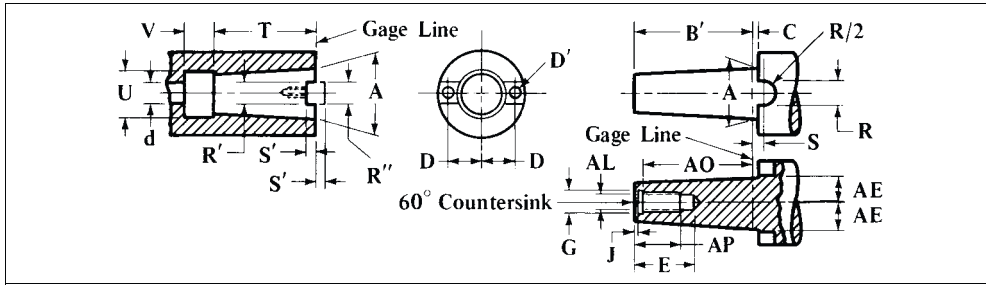 V T Gage Line
U d A
R' S' S' R"
D' D D
B' C R/2
A R S
Gage Line
AL AO
60° Countersink
AE
AE
G J AP E